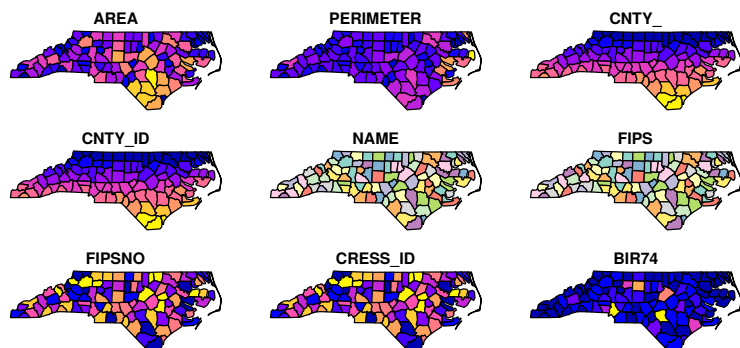 AREA
PERIMETER
CNTY_
CNTY_ID
NAME
FIPS
FIPSNO
CRESS_ID
BIR74